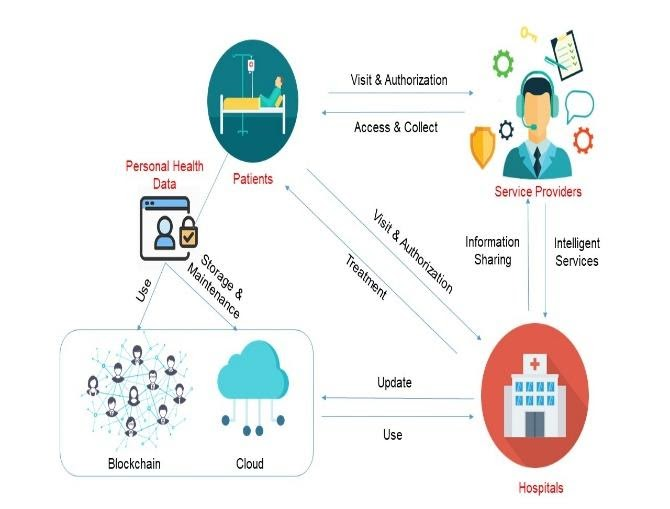 Visit & Authorization
Access & Collect
Personal Health
Data
Patients
Service Providers
Visit & Authorization
Treatment
Information
Sharing
Intelligent
Services
Use
Storage &
Maintenance
Update
Use
Blockchain
Cloud
Hospitals